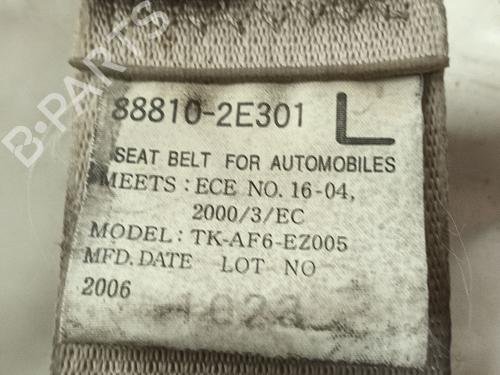 B-PARTS
88810-2E301 L
SEAT BELT FOR AUTOMOBILES
MEETS: ECE NO. 16-04,
2000/3/EC
MODEL: TK-AF6-EZ005
MFD. DATE LOT NO
2006